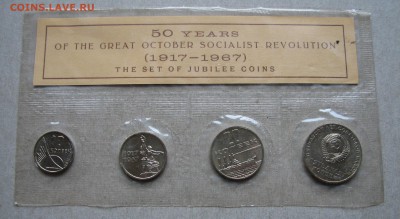 COINS.LAVE.RU
50 YEARS
OF THE GREAT OCTOBER SOCIALIST REVOLUTION
(1917-1967)
THE SET OF JUBILEE COINS